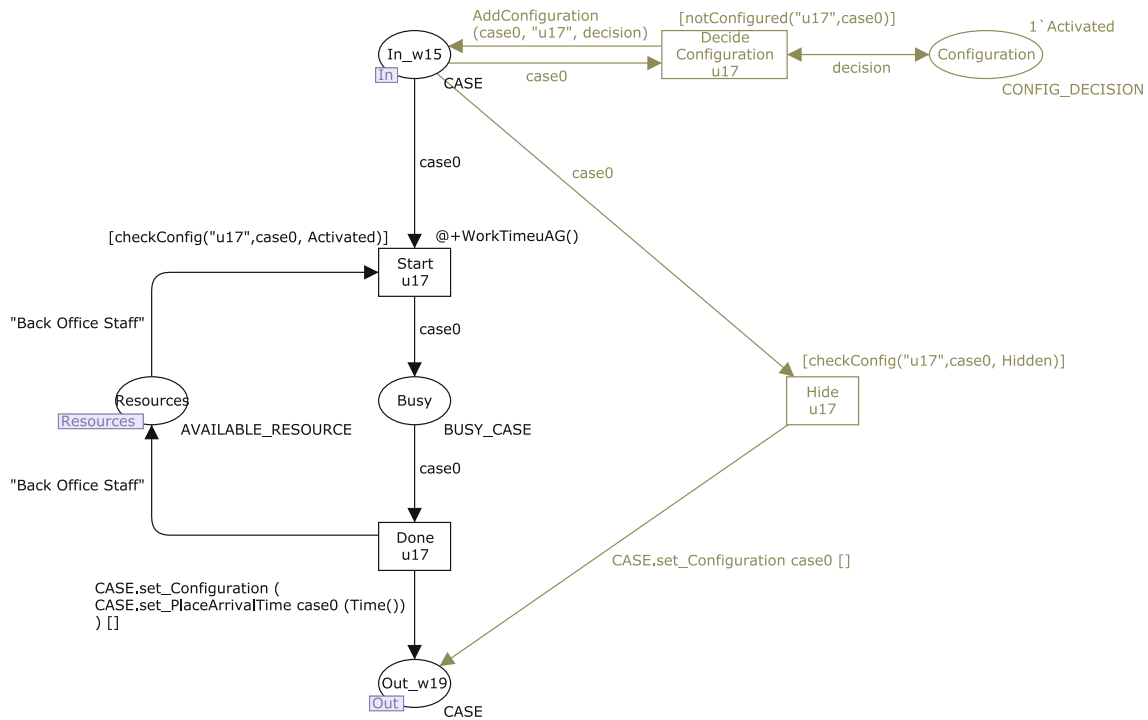 AddConfiguration
(case0, "u17", decision)
[notConfigured("u17",case0)]
1`Activated
In_w15
In
CASE
case0
Decide
Configuration
u17
decision
Configuration
CONFIG_DECISION
case0
case0
[checkConfig("u17",case0, Activated)]
@+WorkTimeuAG()
Start
u17
"Back Office Staff"
case0
[checkConfig("u17",case0, Hidden)]
Resources
Resources
AVAILABLE_RESOURCE
Busy
BUSY_CASE
Hide
u17
case0
"Back Office Staff"
Done
u17
CASE.set_Configuration (
CASE.set_PlaceArrivalTime case0 (Time())
) []
CASE.set_Configuration case0 []
Out_w19
Out
CASE